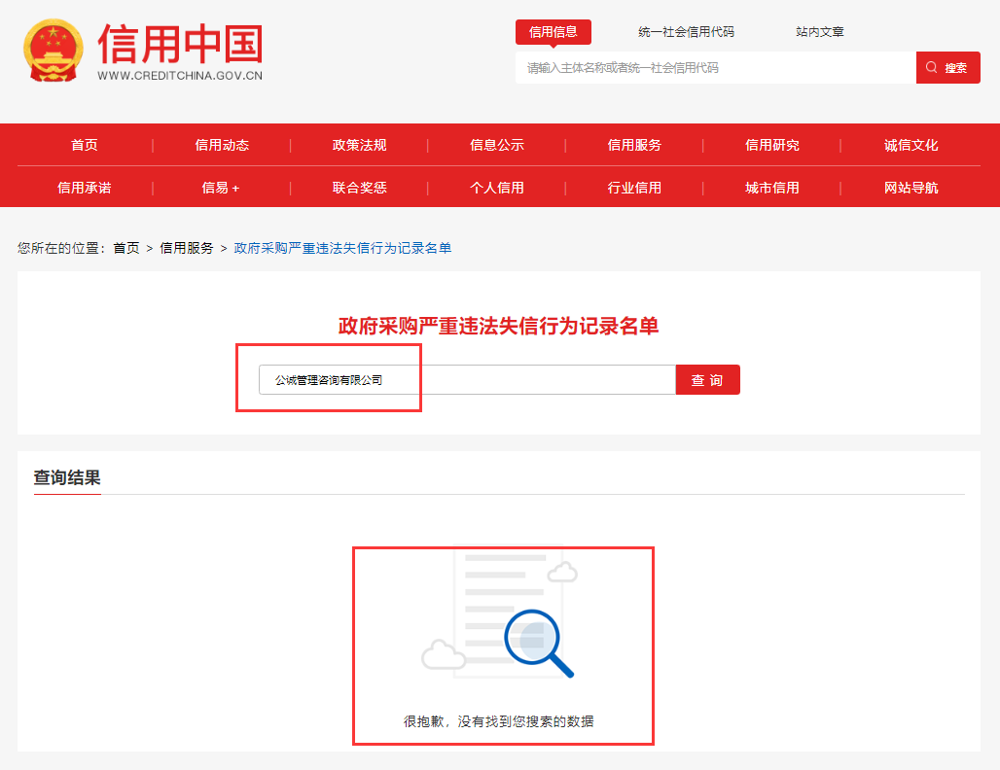 信用中国
WWW.CREDITCHINA.GOV.CN
信用信息 统一社会信用代码 站内文章
请输入主体名称或者统一社会信用代码 搜索
首页 | 信用动态 | 政策法规 | 信息公示 | 信用服务 | 信用研究 | 诚信文化
信用承诺 | 信易+ | 联合奖惩 | 个人信用 | 行业信用 | 城市信用 | 网站导航
您所在的位置：首页 > 信用服务 > 政府采购严重违法失信行为记录名单
政府采购严重违法失信行为记录名单
公诚管理咨询有限公司 查 询
查询结果
很抱歉，没有找到您搜索的数据